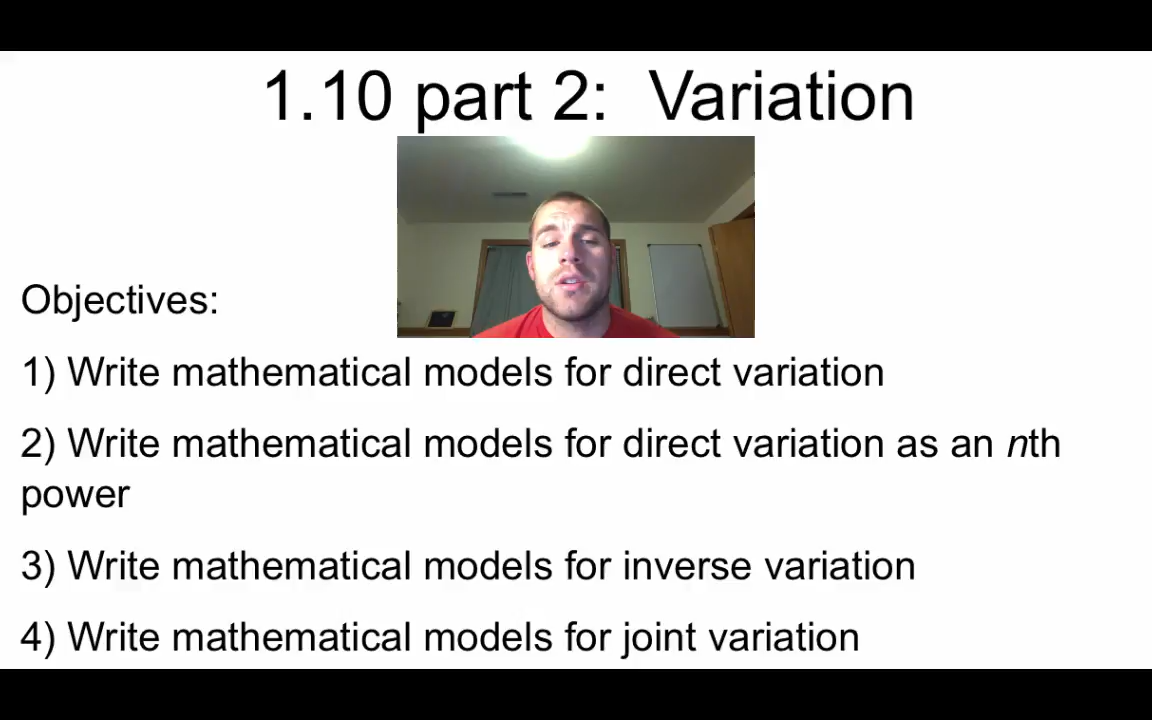 1.10 part 2: Variation
Objectives:
1) Write mathematical models for direct variation
2) Write mathematical models for direct variation as an nth
power
3) Write mathematical models for inverse variation
4) Write mathematical models for joint variation